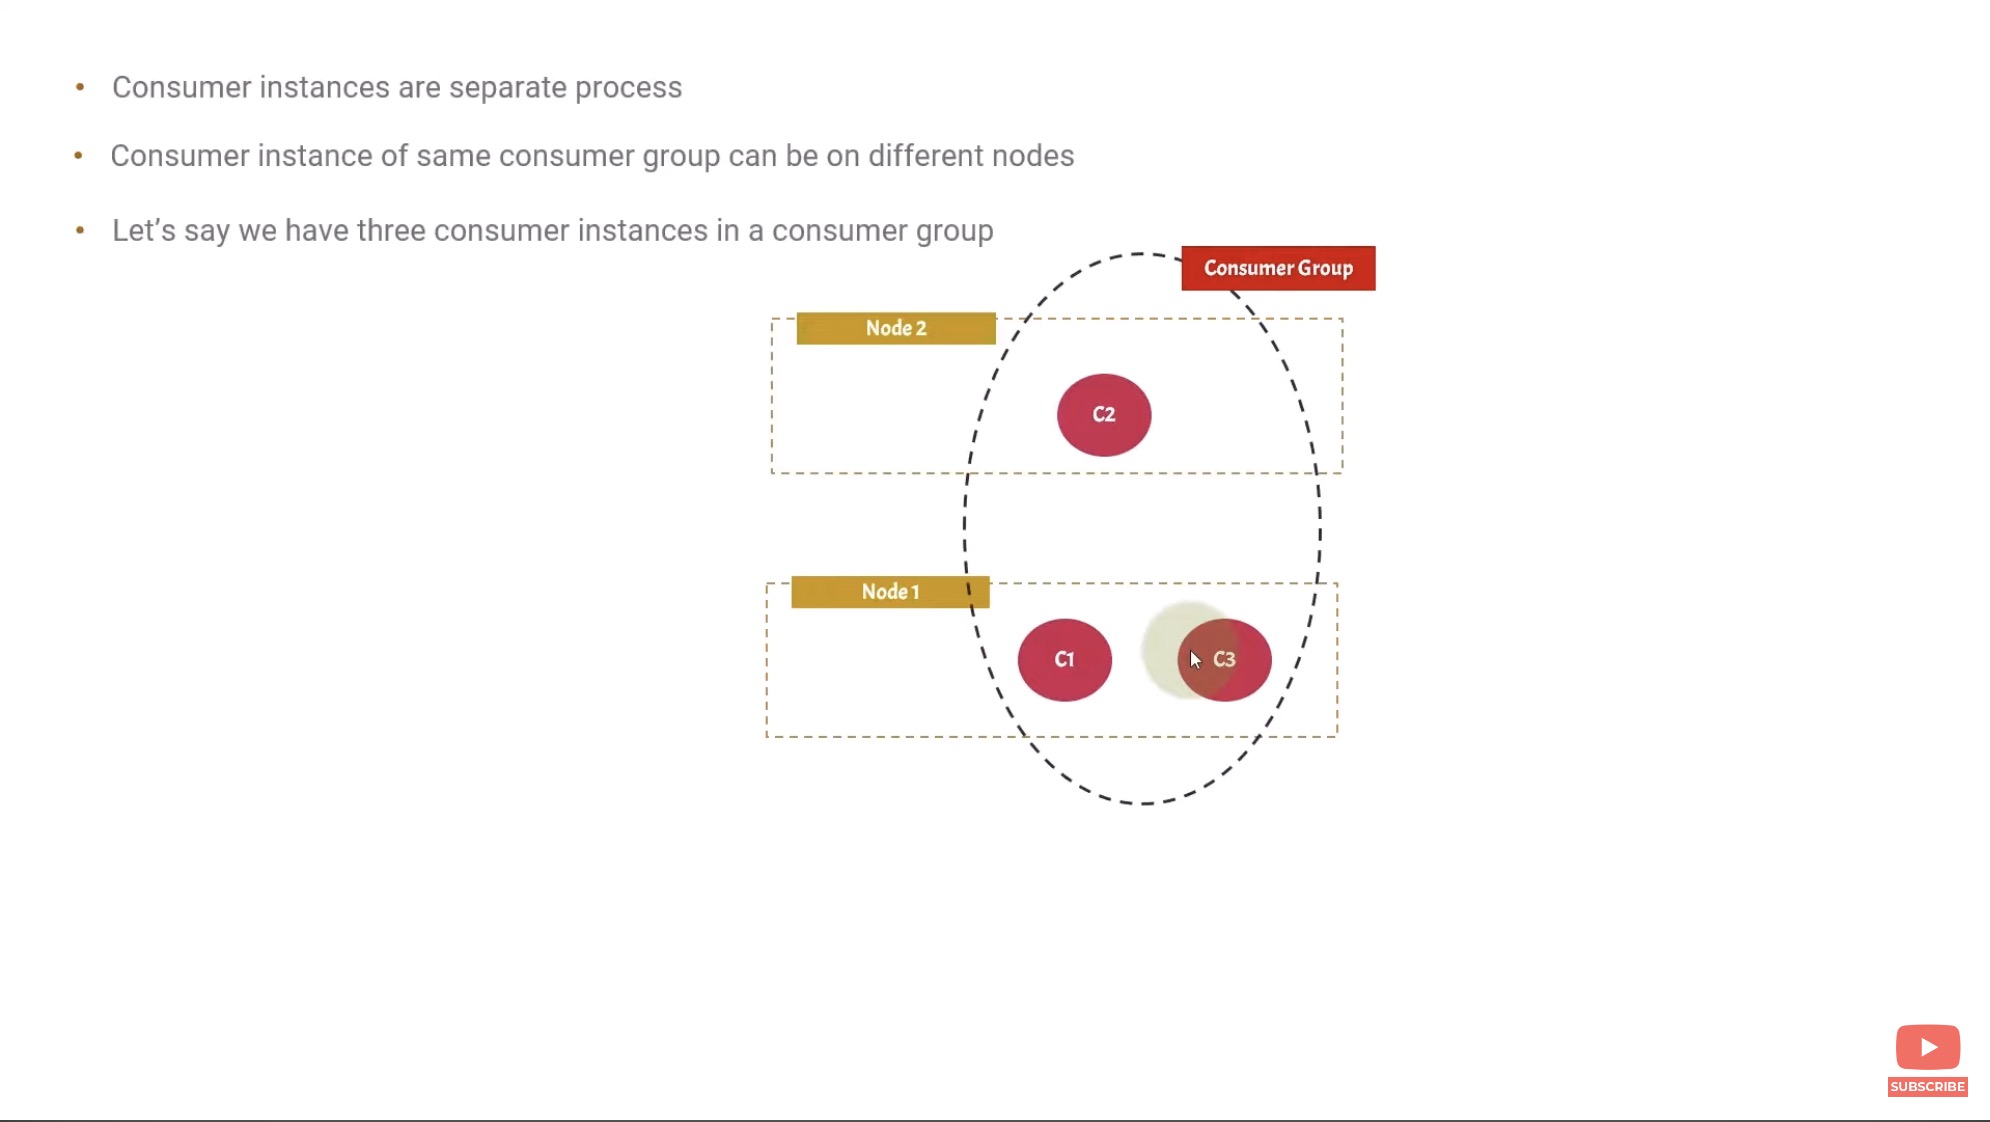 • Consumer instances are separate process
• Consumer instance of same consumer group can be on different nodes
• Let’s say we have three consumer instances in a consumer group
Consumer Group
Node 2
C2
Node 1
C1
C3
SUBSCRIBE